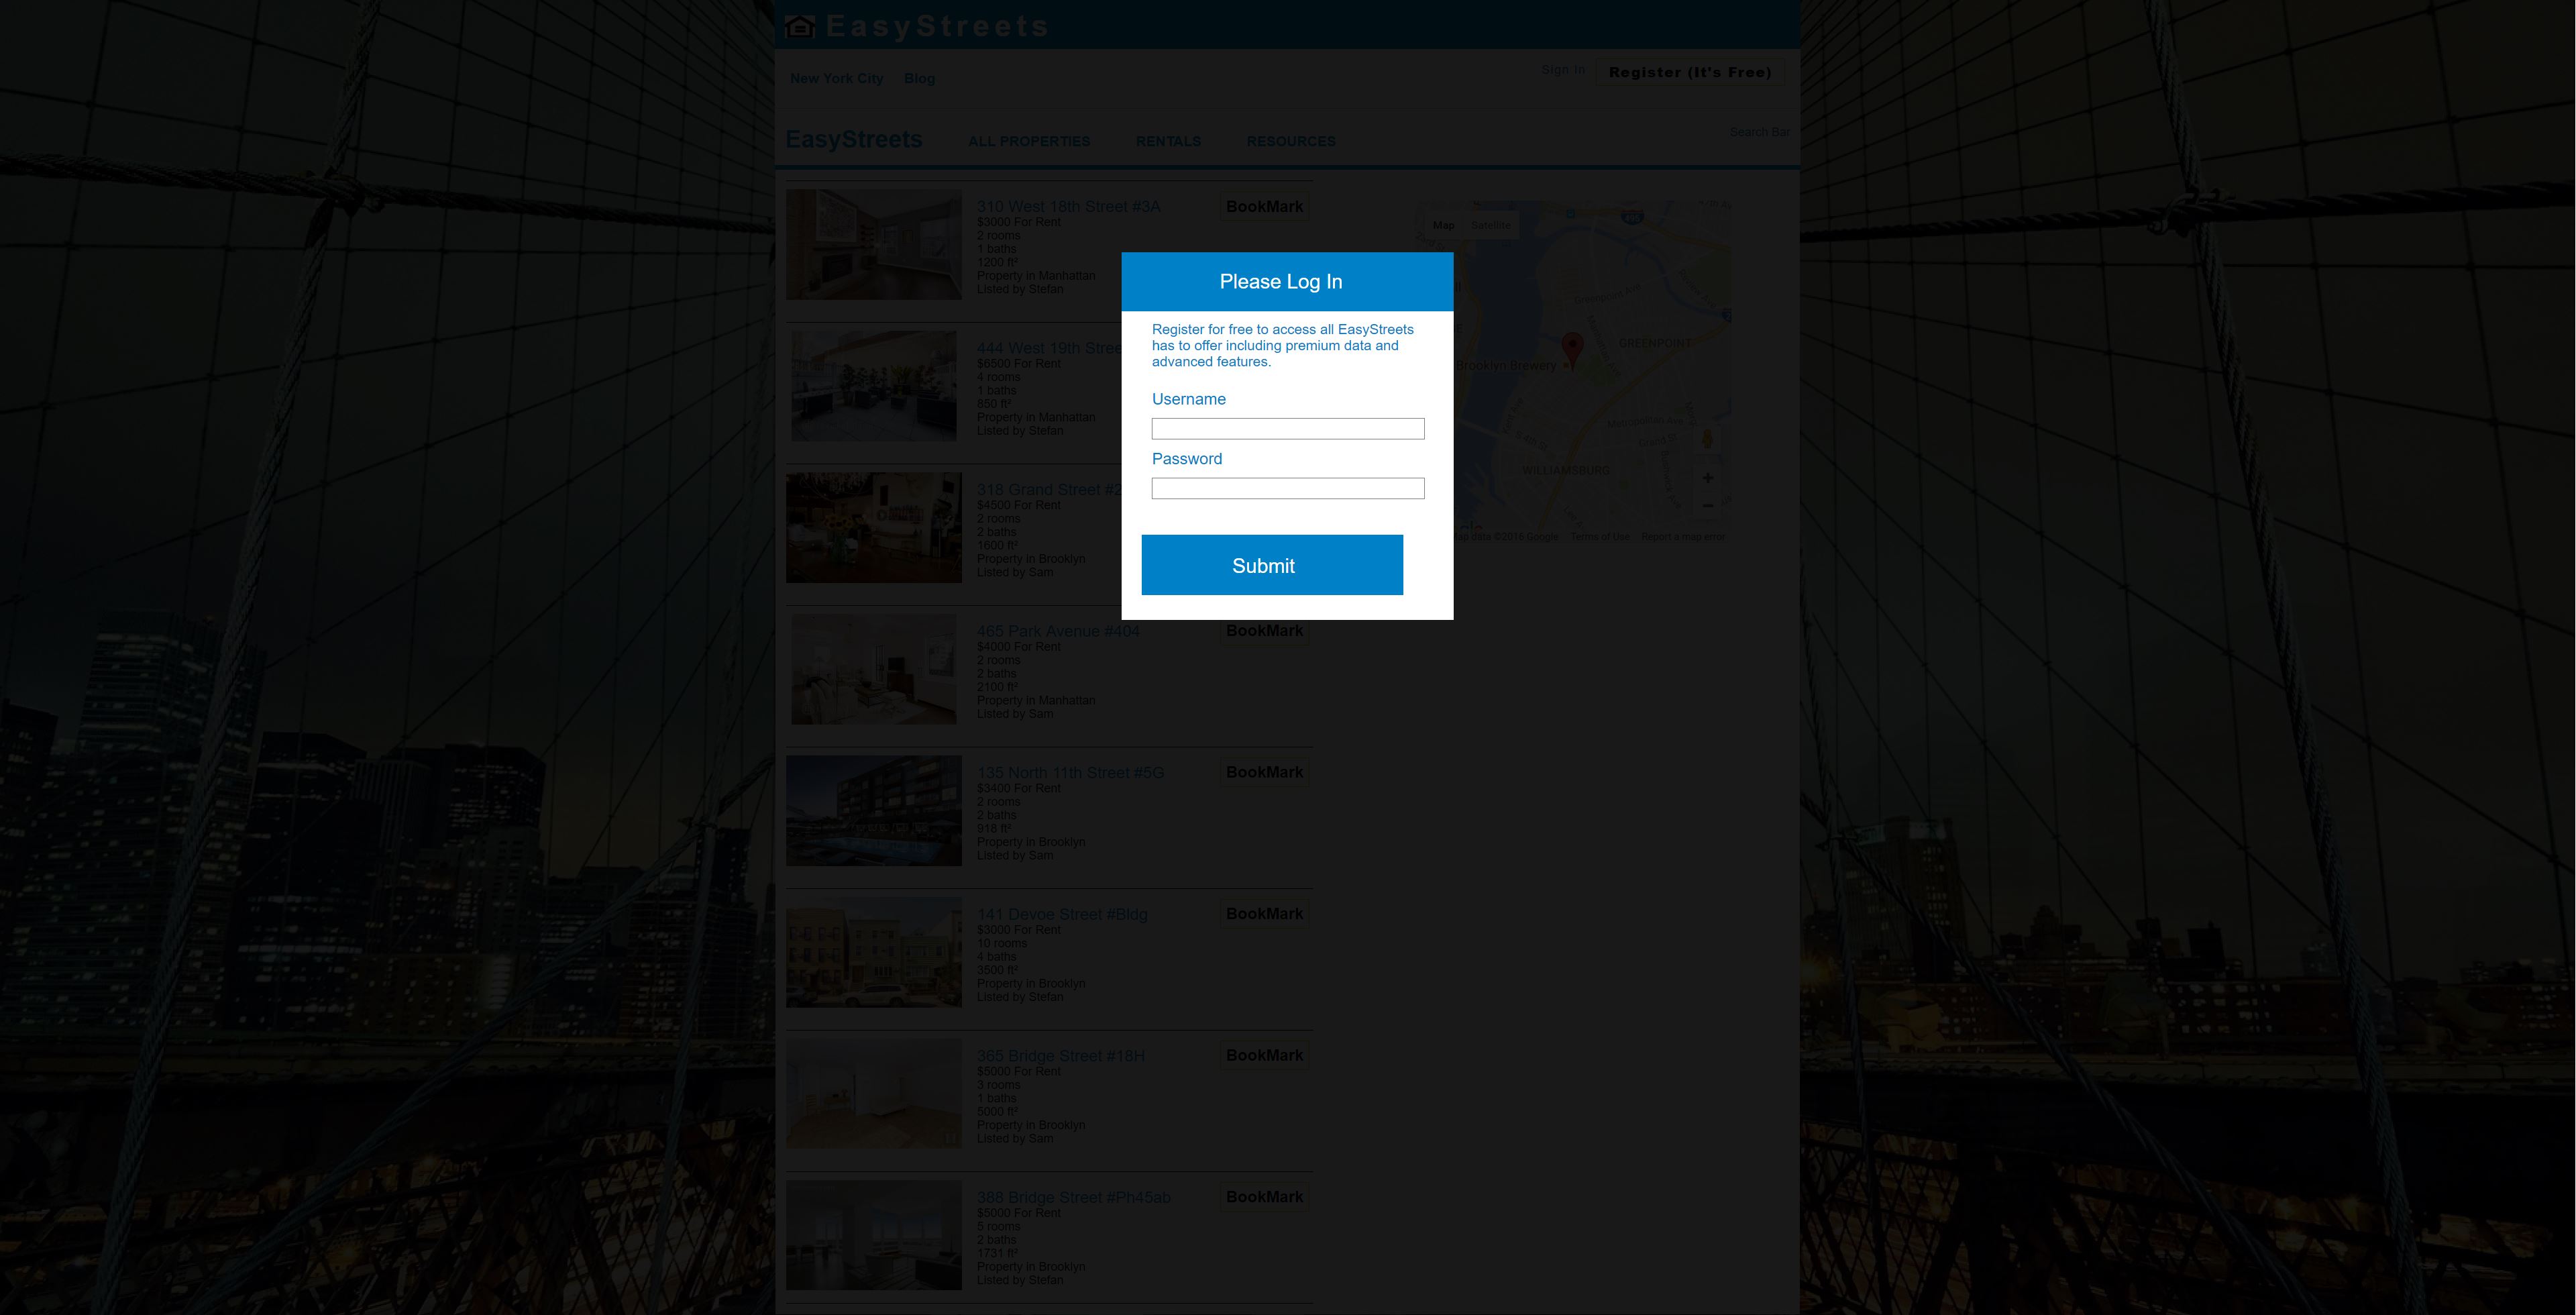 EasyStreets
New York City Blog
Sign In Register (It's Free)
EasyStreets ALL PROPERTIES RENTALS RESOURCES
Search Bar
310 West 18th Street #3A
BookMark
$3000 For Rent
2 rooms
1 baths
1200 ft²
Property in Manhattan
Listed by Stefan
444 West 19th Stree
$6500 For Rent
4 rooms
1 baths
850 ft²
Property in Manhattan
Listed by Stefan
318 Grand Street #2
$4500 For Rent
2 rooms
2 baths
1600 ft²
Property in Brooklyn
Listed by Sam
465 Park Avenue #404
BookMark
$4000 For Rent
2 rooms
2 baths
2100 ft²
Property in Manhattan
Listed by Sam
135 North 11th Street #5G
BookMark
$3400 For Rent
2 rooms
2 baths
918 ft²
Property in Brooklyn
Listed by Sam
141 Devoe Street #Bldg
BookMark
$3000 For Rent
10 rooms
4 baths
3500 ft²
Property in Brooklyn
Listed by Stefan
365 Bridge Street #18H
BookMark
$5000 For Rent
3 rooms
1 baths
5000 ft²
Property in Brooklyn
Listed by Sam
388 Bridge Street #Ph45ab
BookMark
$5000 For Rent
5 rooms
2 baths
1731 ft²
Property in Brooklyn
Listed by Stefan
Please Log In
Register for free to access all EasyStreets
has to offer including premium data and
advanced features.
Username
Password
Submit
Map Satellite
495
Greenpoint Ave
GREENPOINT
Brooklyn Brewery
Metropolitan Ave
Grand St
WILLIAMSBURG
+
−
ap data ©2016 Google Terms of Use Report a map error